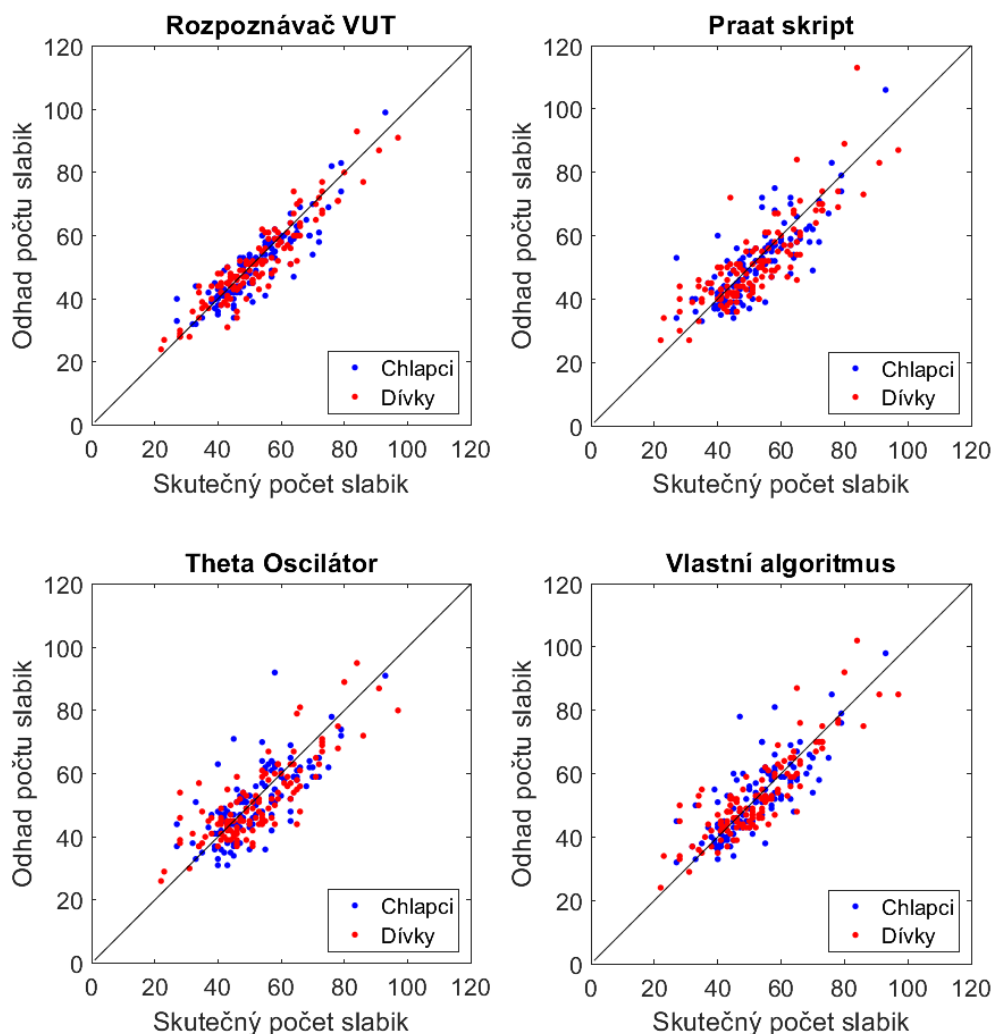 Rozpoznávač VUT
120
100
80
60
40
20
0
Odhad počtu slabik
Chlapci
Dívky
0 20 40 60 80 100 120
Skutečný počet slabik
Praat skript
120
100
80
60
40
20
0
Odhad počtu slabik
Chlapci
Dívky
0 20 40 60 80 100 120
Skutečný počet slabik
Theta Oscilátor
120
100
80
60
40
20
0
Odhad počtu slabik
Chlapci
Dívky
0 20 40 60 80 100 120
Skutečný počet slabik
Vlastní algoritmus
120
100
80
60
40
20
0
Odhad počtu slabik
Chlapci
Dívky
0 20 40 60 80 100 120
Skutečný počet slabik